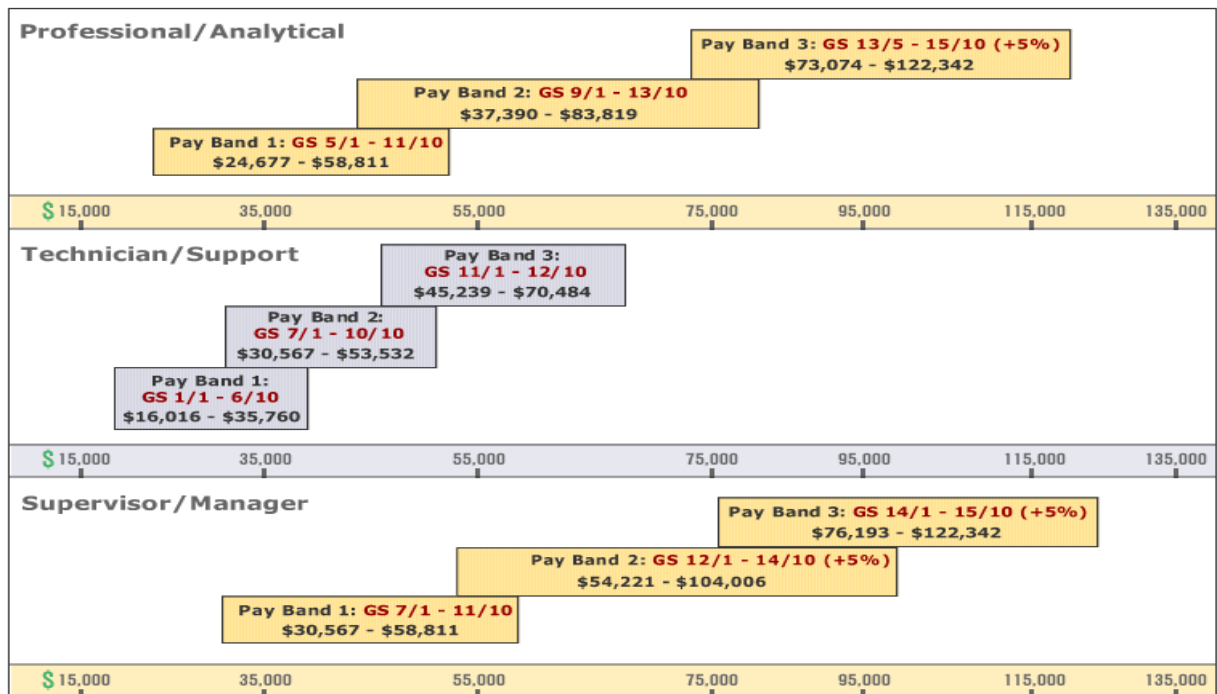 Professional/Analytical
Pay Band 3: GS 13/5 - 15/10 (+5%)
$73,074 - $122,342
Pay Band 2: GS 9/1 - 13/10
$37,390 - $83,819
Pay Band 1: GS 5/1 - 11/10
$24,677 - $58,811
$ 15,000 35,000 55,000 75,000 95,000 115,000 135,000
Technician/Support
Pay Band 3:
GS 11/1 - 12/10
$45,239 - $70,484
Pay Band 2:
GS 7/1 - 10/10
$30,567 - $53,532
Pay Band 1:
GS 1/1 - 6/10
$16,016 - $35,760
$ 15,000 35,000 55,000 75,000 95,000 115,000 135,000
Supervisor/Manager
Pay Band 3: GS 14/1 - 15/10 (+5%)
$76,193 - $122,342
Pay Band 2: GS 12/1 - 14/10 (+5%)
$54,221 - $104,006
Pay Band 1: GS 7/1 - 11/10
$30,567 - $58,811
$ 15,000 35,000 55,000 75,000 95,000 115,000 135,000